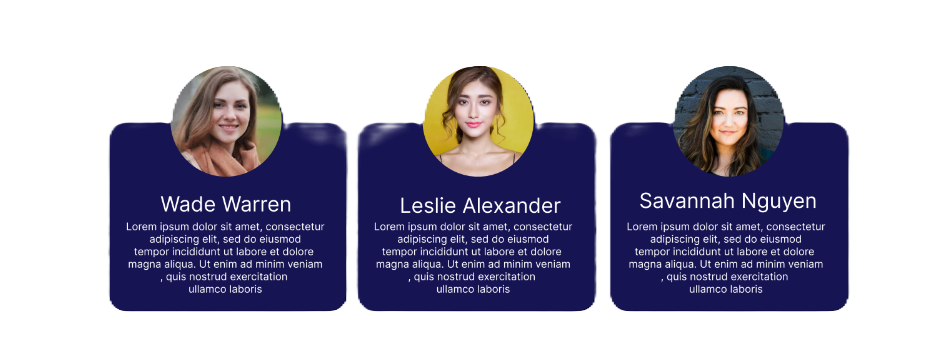 Wade Warren
Lorem ipsum dolor sit amet, consectetur
adipiscing elit, sed do eiusmod
tempor incididunt ut labore et dolore
magna aliqua. Ut enim ad minim veniam
, quis nostrud exercitation
ullamco laboris
Leslie Alexander
Lorem ipsum dolor sit amet, consectetur
adipiscing elit, sed do eiusmod
tempor incididunt ut labore et dolore
magna aliqua. Ut enim ad minim veniam
, quis nostrud exercitation
ullamco laboris
Savannah Nguyen
Lorem ipsum dolor sit amet, consectetur
adipiscing elit, sed do eiusmod
tempor incididunt ut labore et dolore
magna aliqua. Ut enim ad minim veniam
, quis nostrud exercitation
ullamco laboris